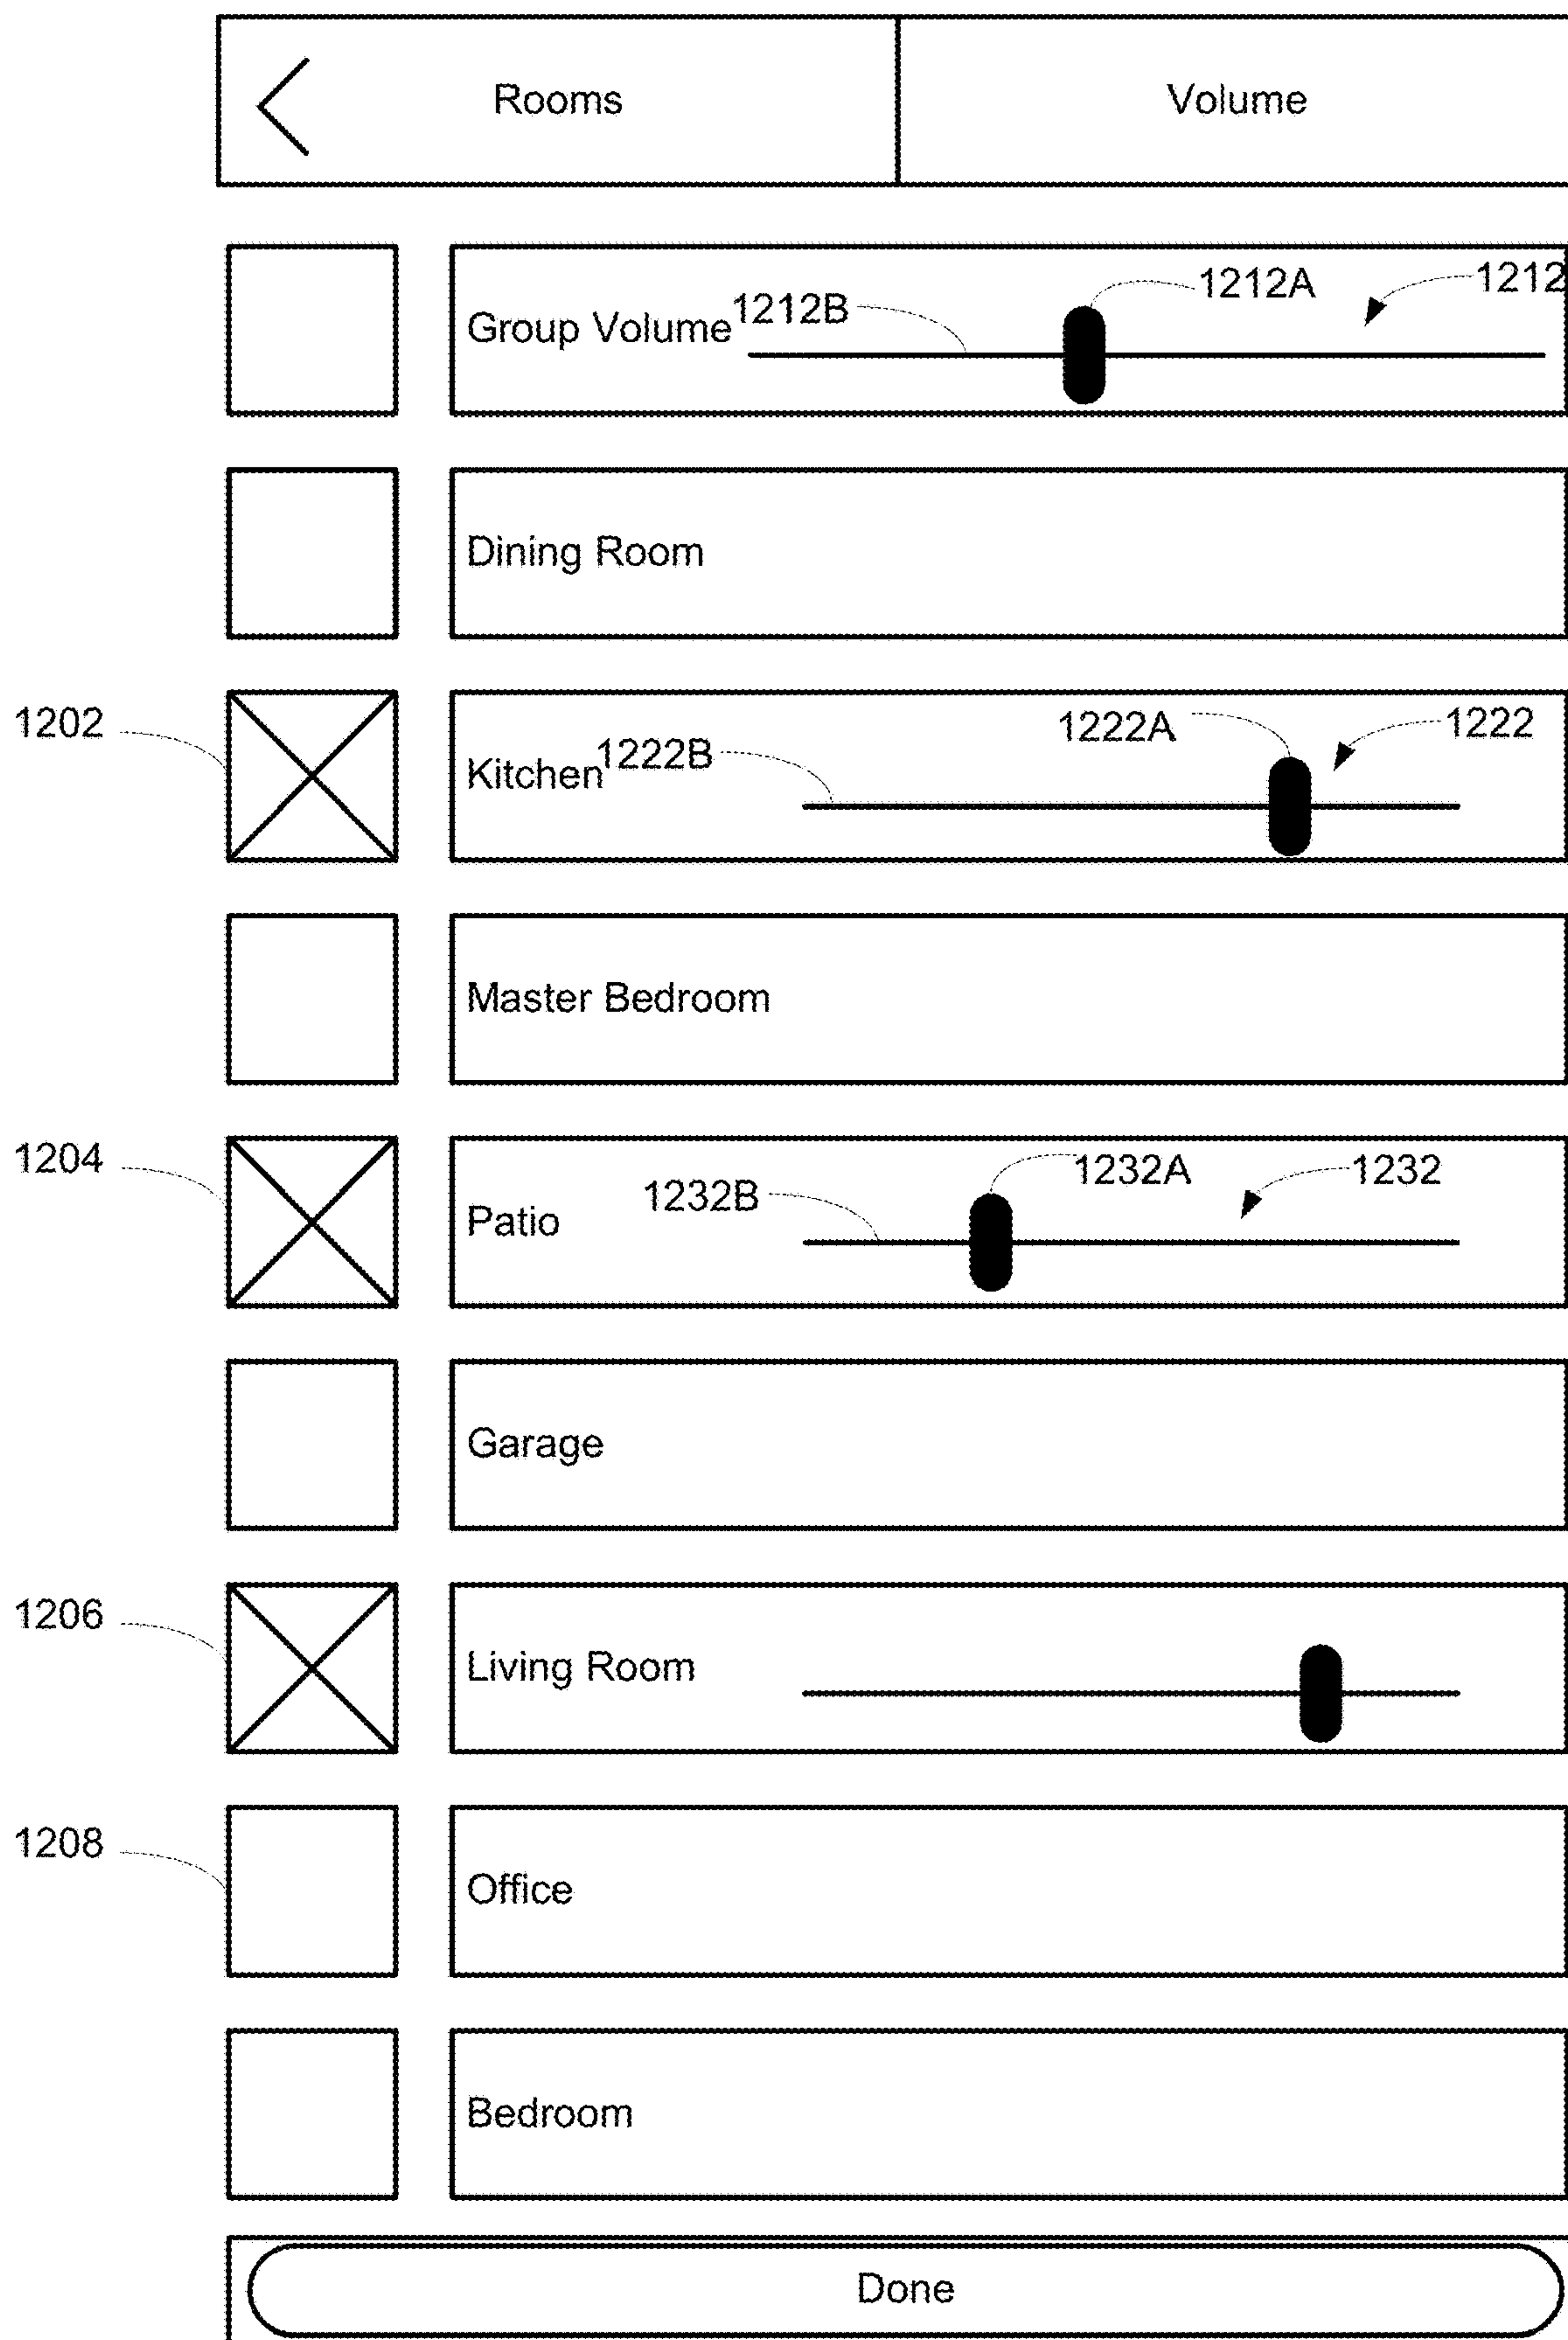 Rooms
Volume
Group Volume 1212B 1212A 1212
Dining Room
1202 Kitchen 1222B 1222A 1222
Master Bedroom
1204 Patio 1232B 1232A 1232
Garage
1206 Living Room
1208 Office
Bedroom
Done